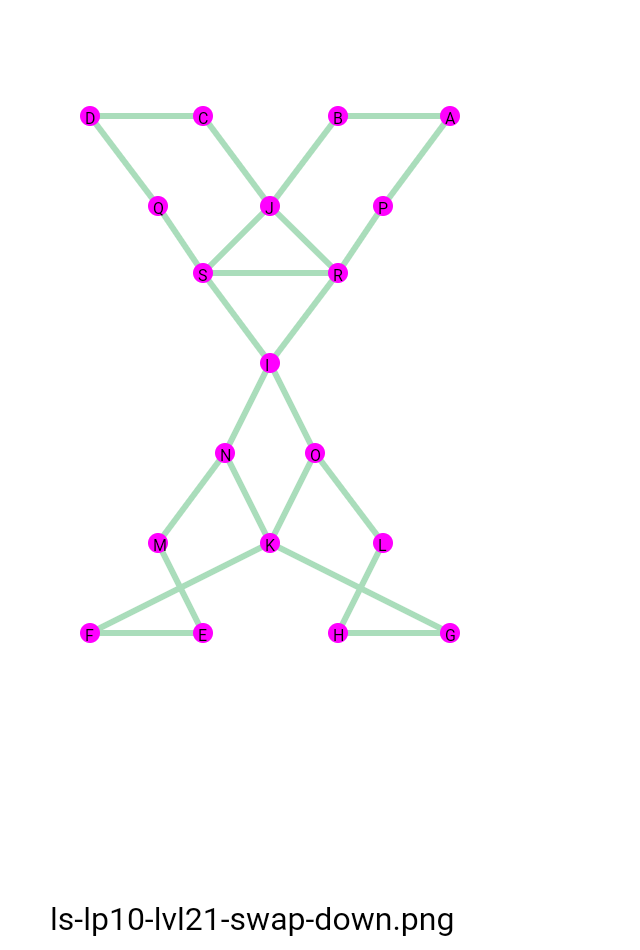 D C B A
Q J P
S R
I
N O
M K L
F E H G
ls-lp10-lvl21-swap-down.png